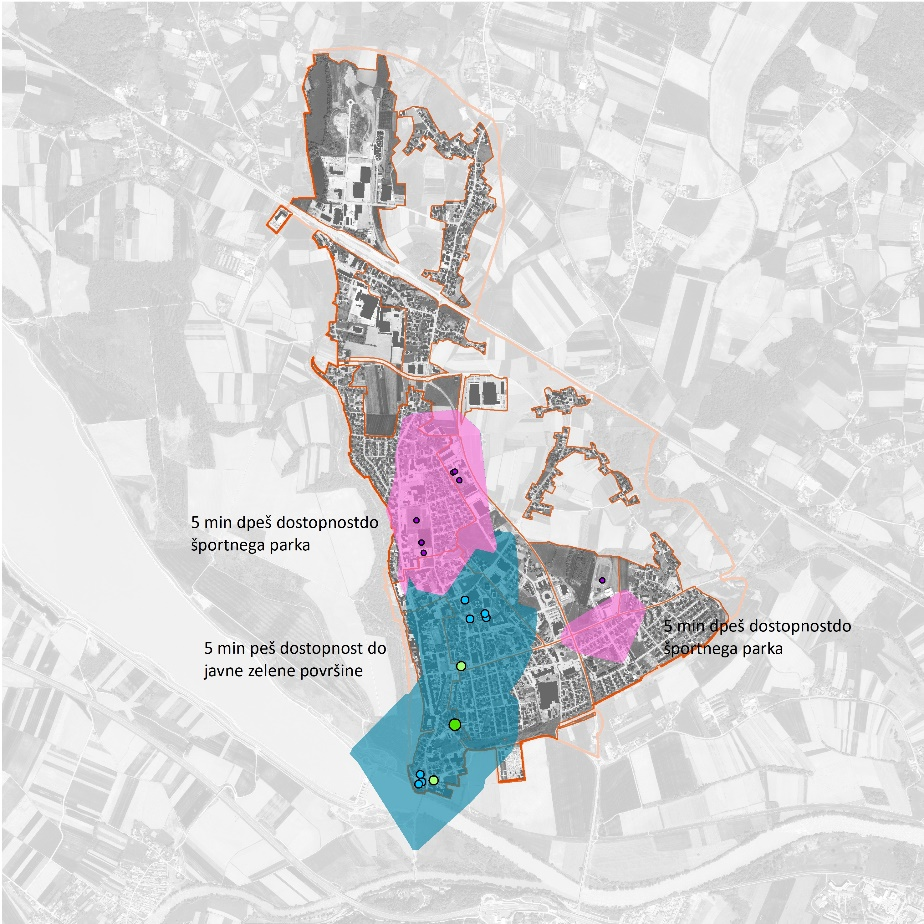 5 min dpeš dostopnostdo
športnega parka
5 min peš dostopnost do
javne zelene površine
5 min dpeš dostopnostdo
športnega parka